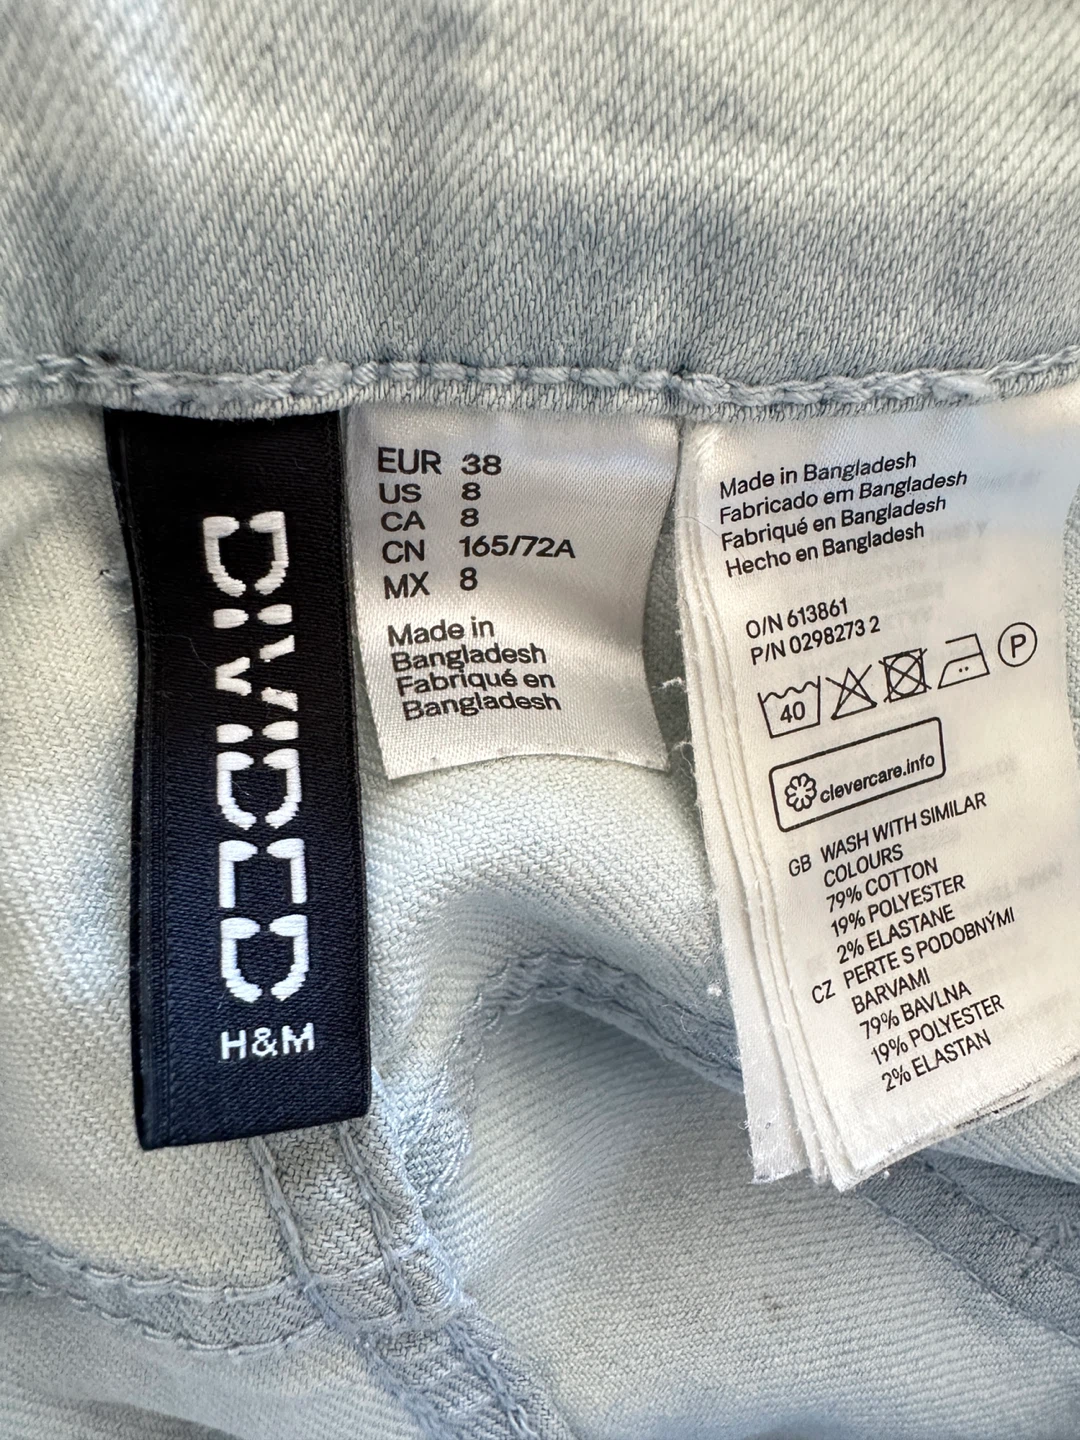 DIVIDED
H&M
EUR 38
US 8
CA 8
CN 165/72A
MX 8
Made in
Bangladesh
Fabriqué en
Bangladesh
Made in Bangladesh
Fabricado em Bangladesh
Fabriqué en Bangladesh
Hecho en Bangladesh
O/N 613861
P/N 0298273 2
40
P
clevercare.info
GB WASH WITH SIMILAR
COLOURS
79% COTTON
19% POLYESTER
2% ELASTANE
CZ PERTE S PODOBNÝMI
BARVAMI
79% BAVLNA
19% POLYESTER
2% ELASTAN